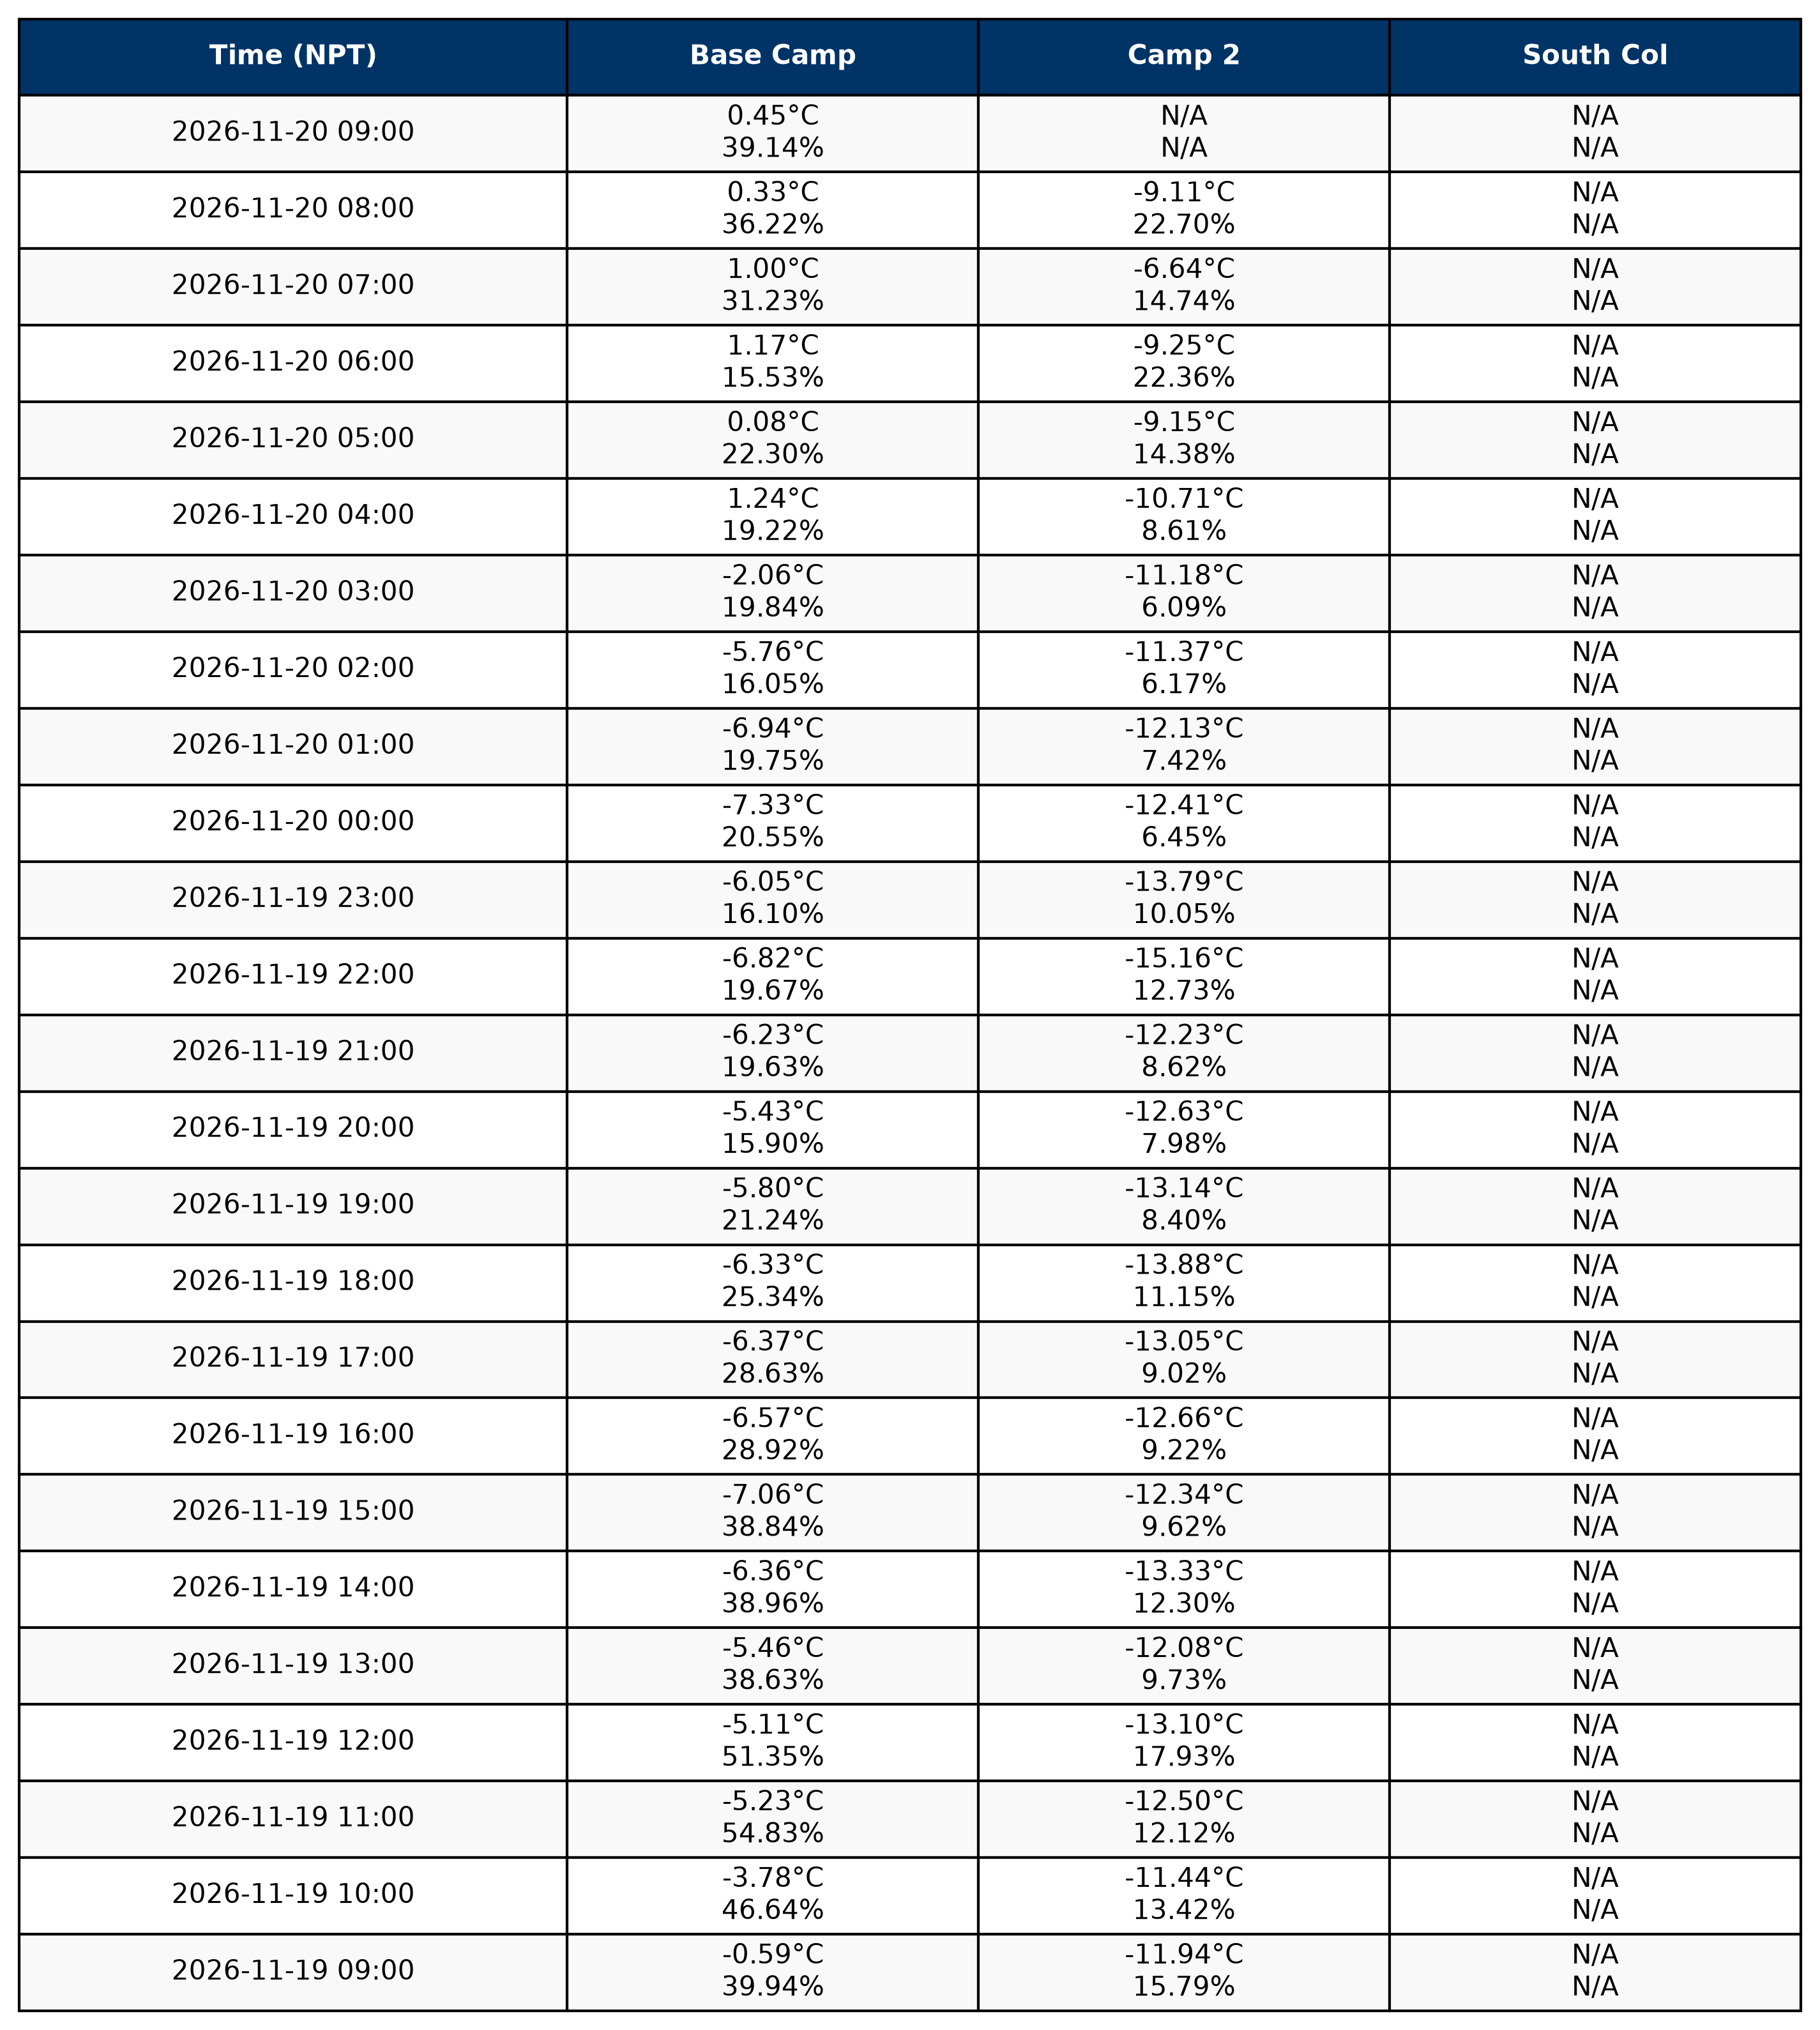 Time (NPT) Base Camp Camp 2 South Col
2026-11-20 09:00 0.45°C N/A N/A
39.14% N/A N/A
2026-11-20 08:00 0.33°C -9.11°C N/A
36.22% 22.70% N/A
2026-11-20 07:00 1.00°C -6.64°C N/A
31.23% 14.74% N/A
2026-11-20 06:00 1.17°C -9.25°C N/A
15.53% 22.36% N/A
2026-11-20 05:00 0.08°C -9.15°C N/A
22.30% 14.38% N/A
2026-11-20 04:00 1.24°C -10.71°C N/A
19.22% 8.61% N/A
2026-11-20 03:00 -2.06°C -11.18°C N/A
19.84% 6.09% N/A
2026-11-20 02:00 -5.76°C -11.37°C N/A
16.05% 6.17% N/A
2026-11-20 01:00 -6.94°C -12.13°C N/A
19.75% 7.42% N/A
2026-11-20 00:00 -7.33°C -12.41°C N/A
20.55% 6.45% N/A
2026-11-19 23:00 -6.05°C -13.79°C N/A
16.10% 10.05% N/A
2026-11-19 22:00 -6.82°C -15.16°C N/A
19.67% 12.73% N/A
2026-11-19 21:00 -6.23°C -12.23°C N/A
19.63% 8.62% N/A
2026-11-19 20:00 -5.43°C -12.63°C N/A
15.90% 7.98% N/A
2026-11-19 19:00 -5.80°C -13.14°C N/A
21.24% 8.40% N/A
2026-11-19 18:00 -6.33°C -13.88°C N/A
25.34% 11.15% N/A
2026-11-19 17:00 -6.37°C -13.05°C N/A
28.63% 9.02% N/A
2026-11-19 16:00 -6.57°C -12.66°C N/A
28.92% 9.22% N/A
2026-11-19 15:00 -7.06°C -12.34°C N/A
38.84% 9.62% N/A
2026-11-19 14:00 -6.36°C -13.33°C N/A
38.96% 12.30% N/A
2026-11-19 13:00 -5.46°C -12.08°C N/A
38.63% 9.73% N/A
2026-11-19 12:00 -5.11°C -13.10°C N/A
51.35% 17.93% N/A
2026-11-19 11:00 -5.23°C -12.50°C N/A
54.83% 12.12% N/A
2026-11-19 10:00 -3.78°C -11.44°C N/A
46.64% 13.42% N/A
2026-11-19 09:00 -0.59°C -11.94°C N/A
39.94% 15.79% N/A